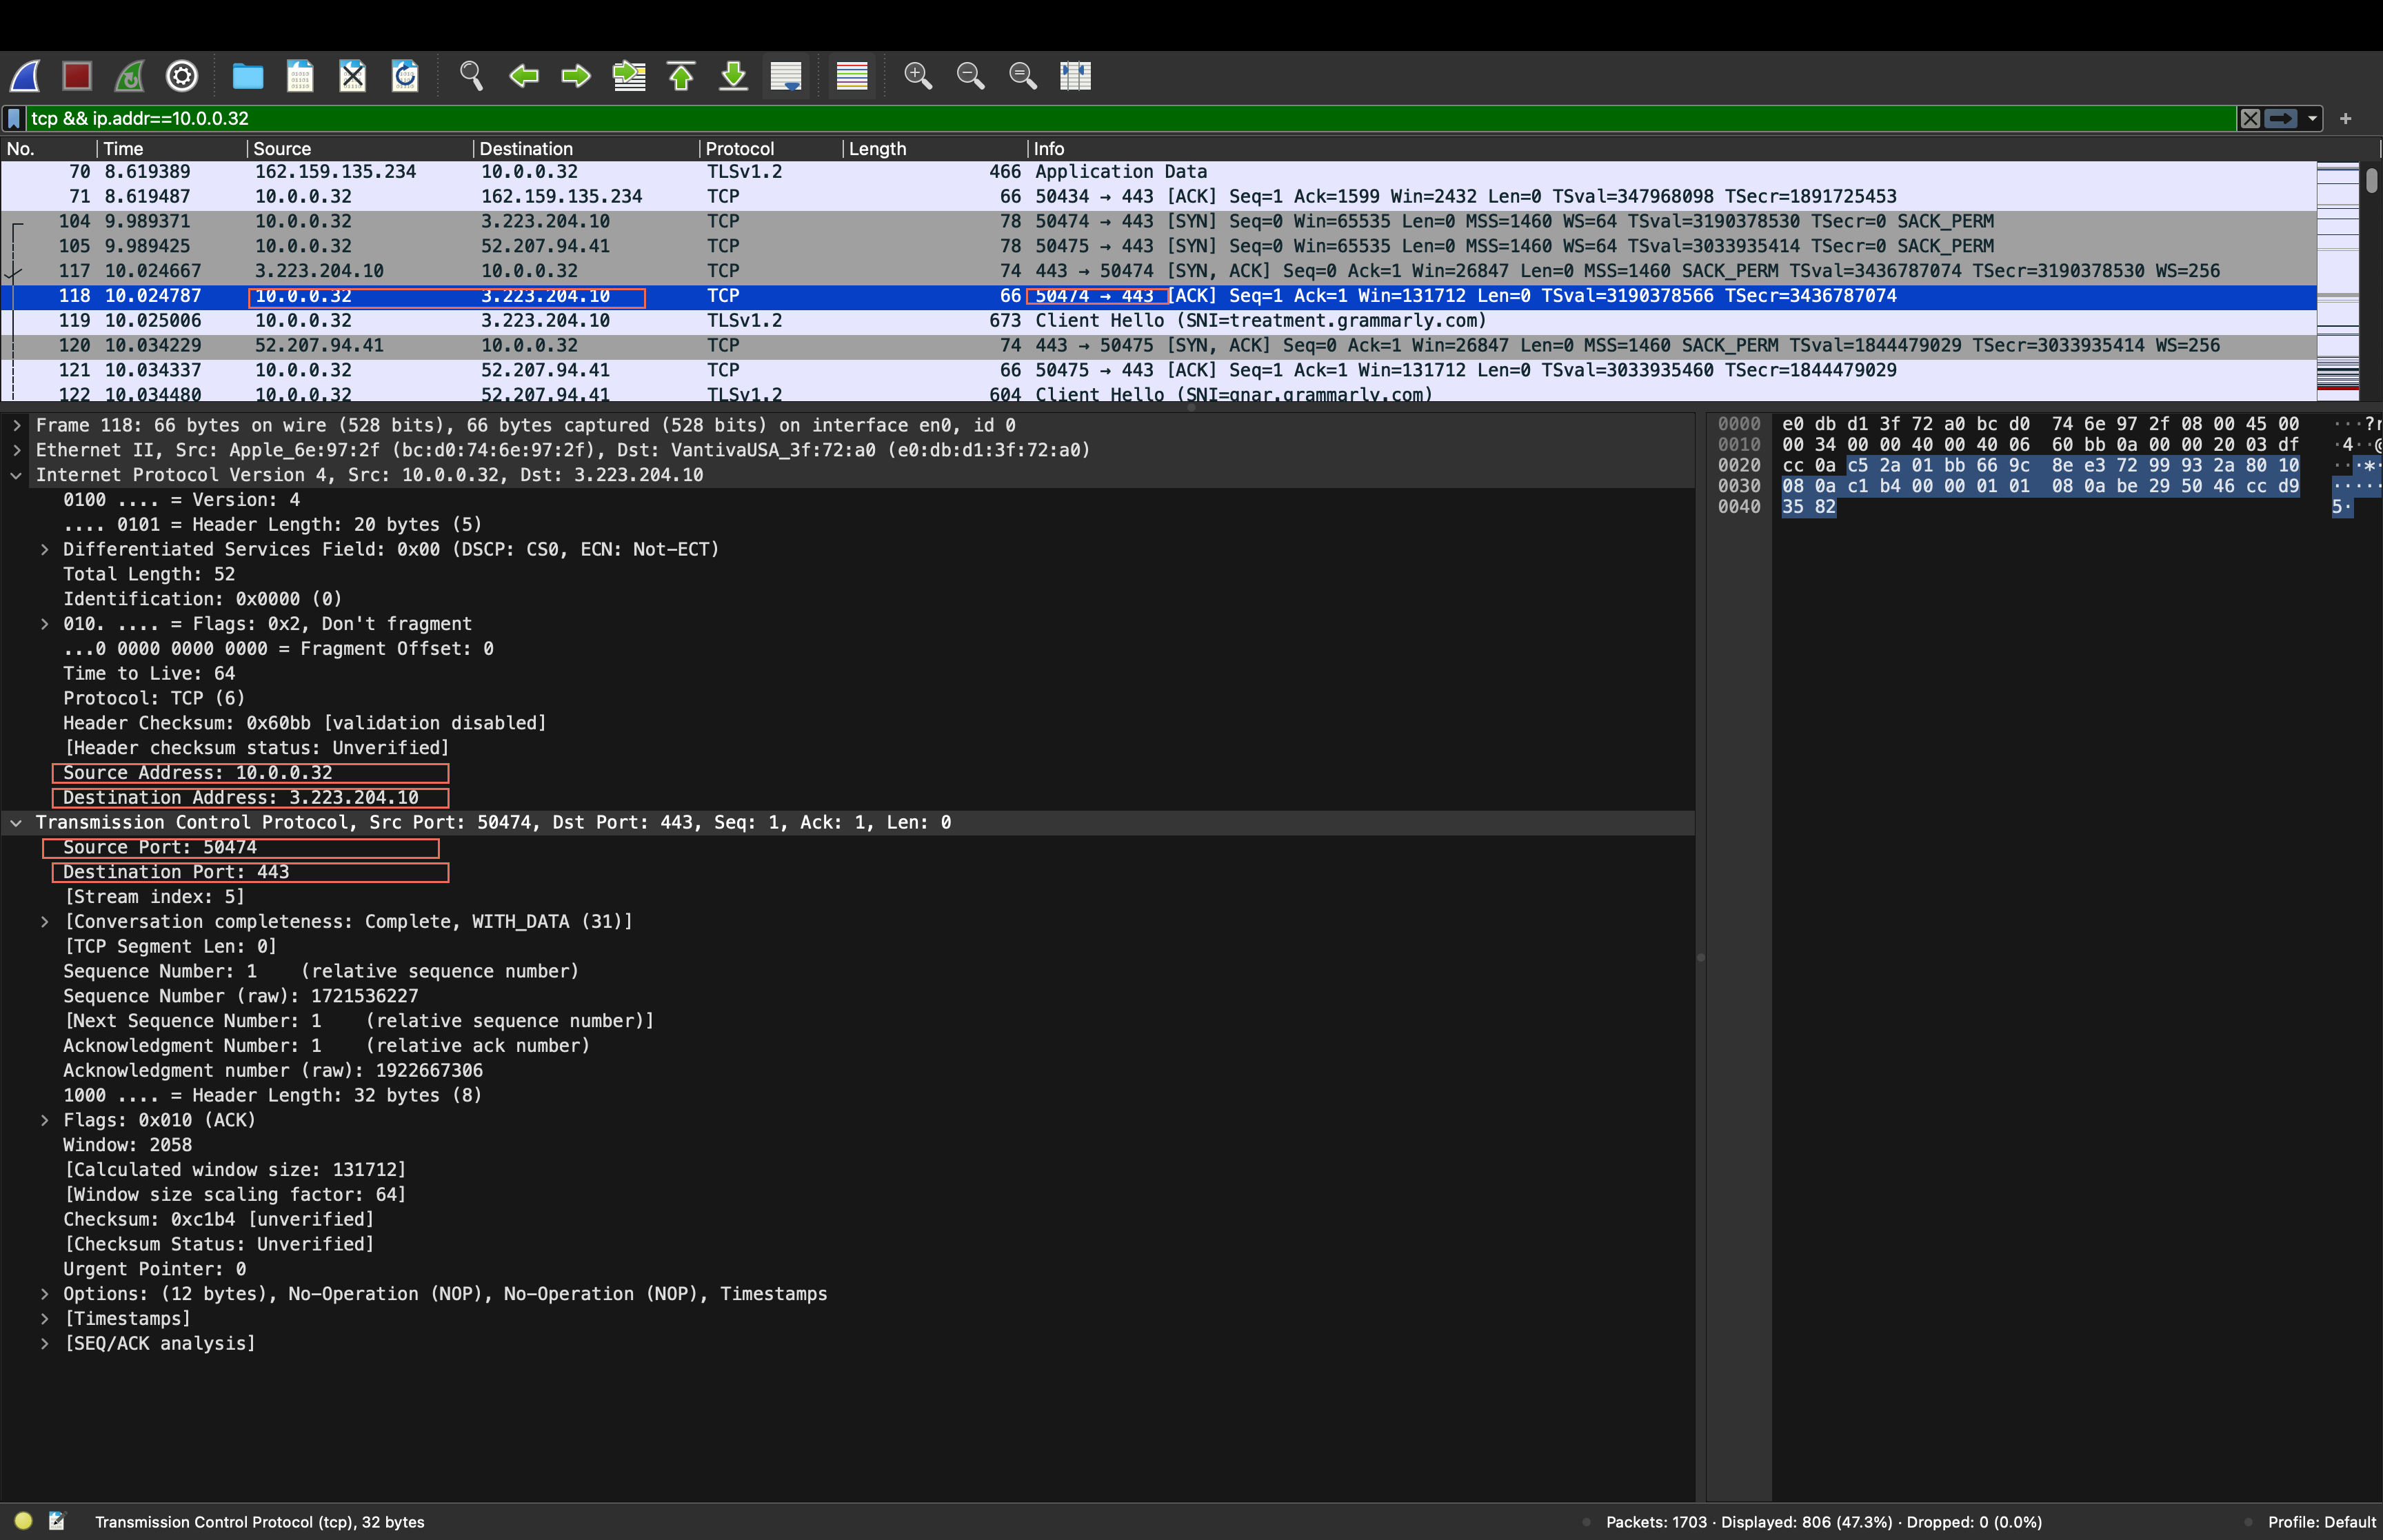 tcp && ip.addr==10.0.0.32
No. Time Source Destination Protocol Length Info
70 8.619389 162.159.135.234 10.0.0.32 TLSv1.2 466 Application Data
71 8.619487 10.0.0.32 162.159.135.234 TCP 66 50434 → 443 [ACK] Seq=1 Ack=1599 Win=2432 Len=0 TSval=347968098 TSecr=1891725453
104 9.989371 10.0.0.32 3.223.204.10 TCP 78 50474 → 443 [SYN] Seq=0 Win=65535 Len=0 MSS=1460 WS=64 TSval=3190378530 TSecr=0 SACK_PERM
105 9.989425 10.0.0.32 52.207.94.41 TCP 78 50475 → 443 [SYN] Seq=0 Win=65535 Len=0 MSS=1460 WS=64 TSval=3033935414 TSecr=0 SACK_PERM
117 10.024667 3.223.204.10 10.0.0.32 TCP 74 443 → 50474 [SYN, ACK] Seq=0 Ack=1 Win=26847 Len=0 MSS=1460 SACK_PERM TSval=3436787074 TSecr=3190378530 WS=256
118 10.024787 10.0.0.32 3.223.204.10 TCP 66 50474 → 443 [ACK] Seq=1 Ack=1 Win=131712 Len=0 TSval=3190378566 TSecr=3436787074
119 10.025006 10.0.0.32 3.223.204.10 TLSv1.2 673 Client Hello (SNI=treatment.grammarly.com)
120 10.034229 52.207.94.41 10.0.0.32 TCP 74 443 → 50475 [SYN, ACK] Seq=0 Ack=1 Win=26847 Len=0 MSS=1460 SACK_PERM TSval=1844479029 TSecr=3033935414 WS=256
121 10.034337 10.0.0.32 52.207.94.41 TCP 66 50475 → 443 [ACK] Seq=1 Ack=1 Win=131712 Len=0 TSval=3033935460 TSecr=1844479029
122 10.034480 10.0.0.32 52.207.94.41 TLSv1.2 604 Client Hello (SNI=gnar.grammarly.com)
Frame 118: 66 bytes on wire (528 bits), 66 bytes captured (528 bits) on interface en0, id 0
Ethernet II, Src: Apple_6e:97:2f (bc:d0:74:6e:97:2f), Dst: VantivaUSA_3f:72:a0 (e0:db:d1:3f:72:a0)
Internet Protocol Version 4, Src: 10.0.0.32, Dst: 3.223.204.10
0100 .... = Version: 4
.... 0101 = Header Length: 20 bytes (5)
Differentiated Services Field: 0x00 (DSCP: CS0, ECN: Not-ECT)
Total Length: 52
Identification: 0x0000 (0)
010. .... = Flags: 0x2, Don't fragment
...0 0000 0000 0000 = Fragment Offset: 0
Time to Live: 64
Protocol: TCP (6)
Header Checksum: 0x60bb [validation disabled]
[Header checksum status: Unverified]
Source Address: 10.0.0.32
Destination Address: 3.223.204.10
Transmission Control Protocol, Src Port: 50474, Dst Port: 443, Seq: 1, Ack: 1, Len: 0
Source Port: 50474
Destination Port: 443
[Stream index: 5]
[Conversation completeness: Complete, WITH_DATA (31)]
[TCP Segment Len: 0]
Sequence Number: 1 (relative sequence number)
Sequence Number (raw): 1721536227
[Next Sequence Number: 1 (relative sequence number)]
Acknowledgment Number: 1 (relative ack number)
Acknowledgment number (raw): 1922667306
1000 .... = Header Length: 32 bytes (8)
Flags: 0x010 (ACK)
Window: 2058
[Calculated window size: 131712]
[Window size scaling factor: 64]
Checksum: 0xc1b4 [unverified]
[Checksum Status: Unverified]
Urgent Pointer: 0
Options: (12 bytes), No-Operation (NOP), No-Operation (NOP), Timestamps
[Timestamps]
[SEQ/ACK analysis]
0000 e0 db d1 3f 72 a0 bc d0 74 6e 97 2f 08 00 45 00 ···?r
0010 00 34 00 00 40 00 40 06 60 bb 0a 00 00 20 03 df ·4··@
0020 cc 0a c5 2a 01 bb 66 9c 8e e3 72 99 93 2a 80 10 ···*·
0030 08 0a c1 b4 00 00 01 01 08 0a be 29 50 46 cc d9 ·····
0040 35 82 5·
Transmission Control Protocol (tcp), 32 bytes
Packets: 1703 · Displayed: 806 (47.3%) · Dropped: 0 (0.0%)
Profile: Default